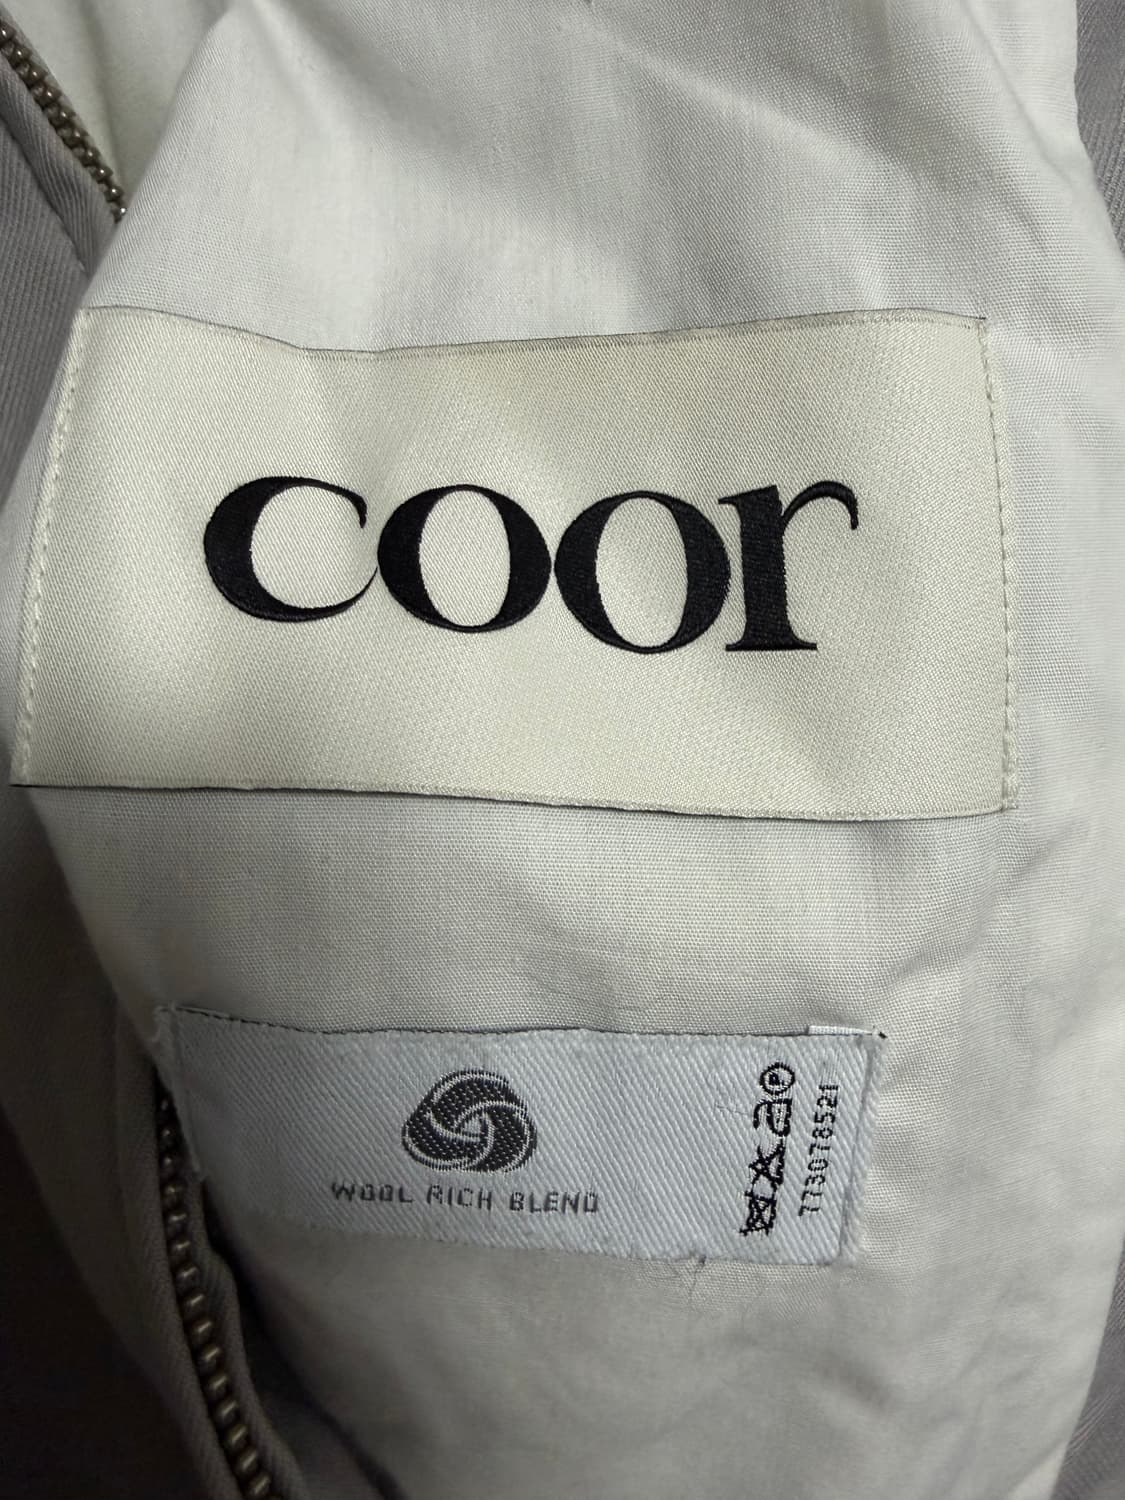 coor
WOOL RICH BLEND
P
773078521